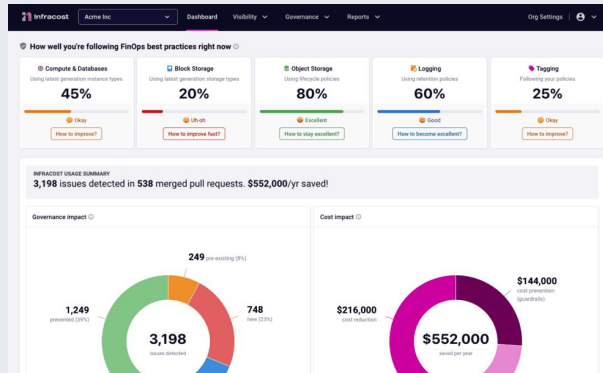 Infracost
Acme Inc
Dashboard
Visibility
Governance
Reports
Org Settings
How well you're following FinOps best practices right now
Compute & Databases
Using latest generation instance types
45%
Okay
How to improve?
Block Storage
Using latest generation storage types
20%
Uh-oh
How to improve fast?
Object Storage
Using lifecycle policies
80%
Excellent
How to stay excellent?
Logging
Using retention policies
60%
Good
How to become excellent?
Tagging
Following your policies
25%
Okay
How to improve?
INFRACOST USAGE SUMMARY
3,198 issues detected in 538 merged pull requests. $552,000/yr saved!
Governance impact
249 pre-existing (8%)
1,249
prevented (39%)
748
new (23%)
3,198
issues detected
Cost impact
$144,000
cost prevention
(guardrails)
$216,000
cost reduction
$552,000
saved per year